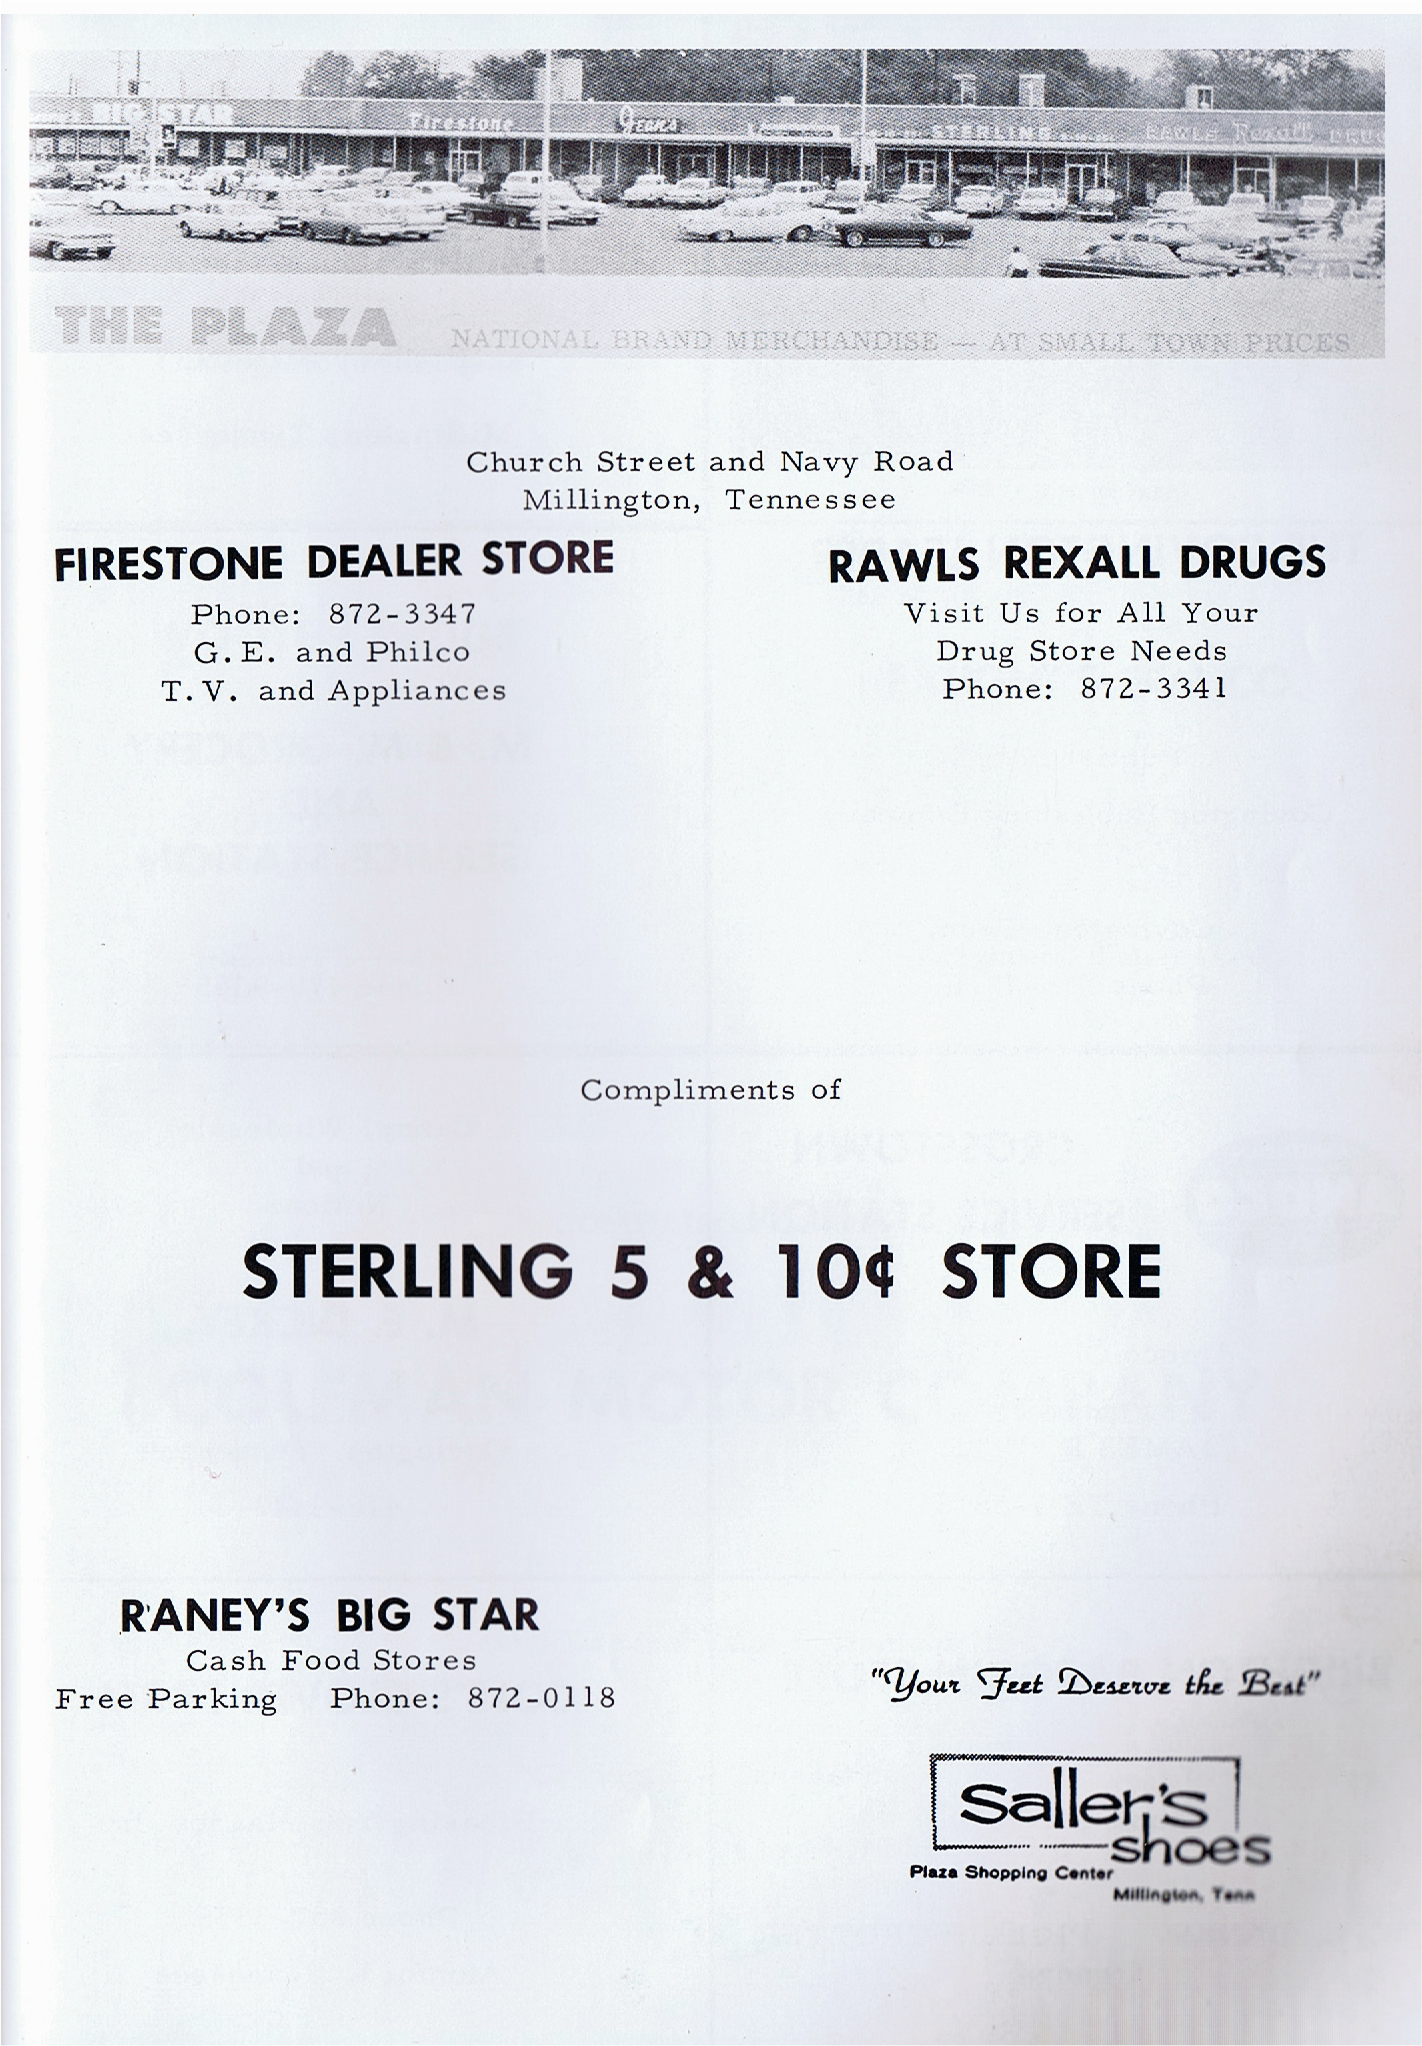 BIG STAR
Firestone
Jean's
STERLING
RAWLS Rexall DRUG
THE PLAZA
NATIONAL BRAND MERCHANDISE — AT SMALL TOWN PRICES
Church Street and Navy Road
Millington, Tennessee
FIRESTONE DEALER STORE
Phone: 872-3347
G.E. and Philco
T.V. and Appliances
RAWLS REXALL DRUGS
Visit Us for All Your
Drug Store Needs
Phone: 872-3341
Compliments of
STERLING 5 & 10¢ STORE
RANEY'S BIG STAR
Cash Food Stores
Free Parking Phone: 872-0118
"Your Feet Deserve the Best"
Saller's
shoes
Plaza Shopping Center
Millington, Tenn